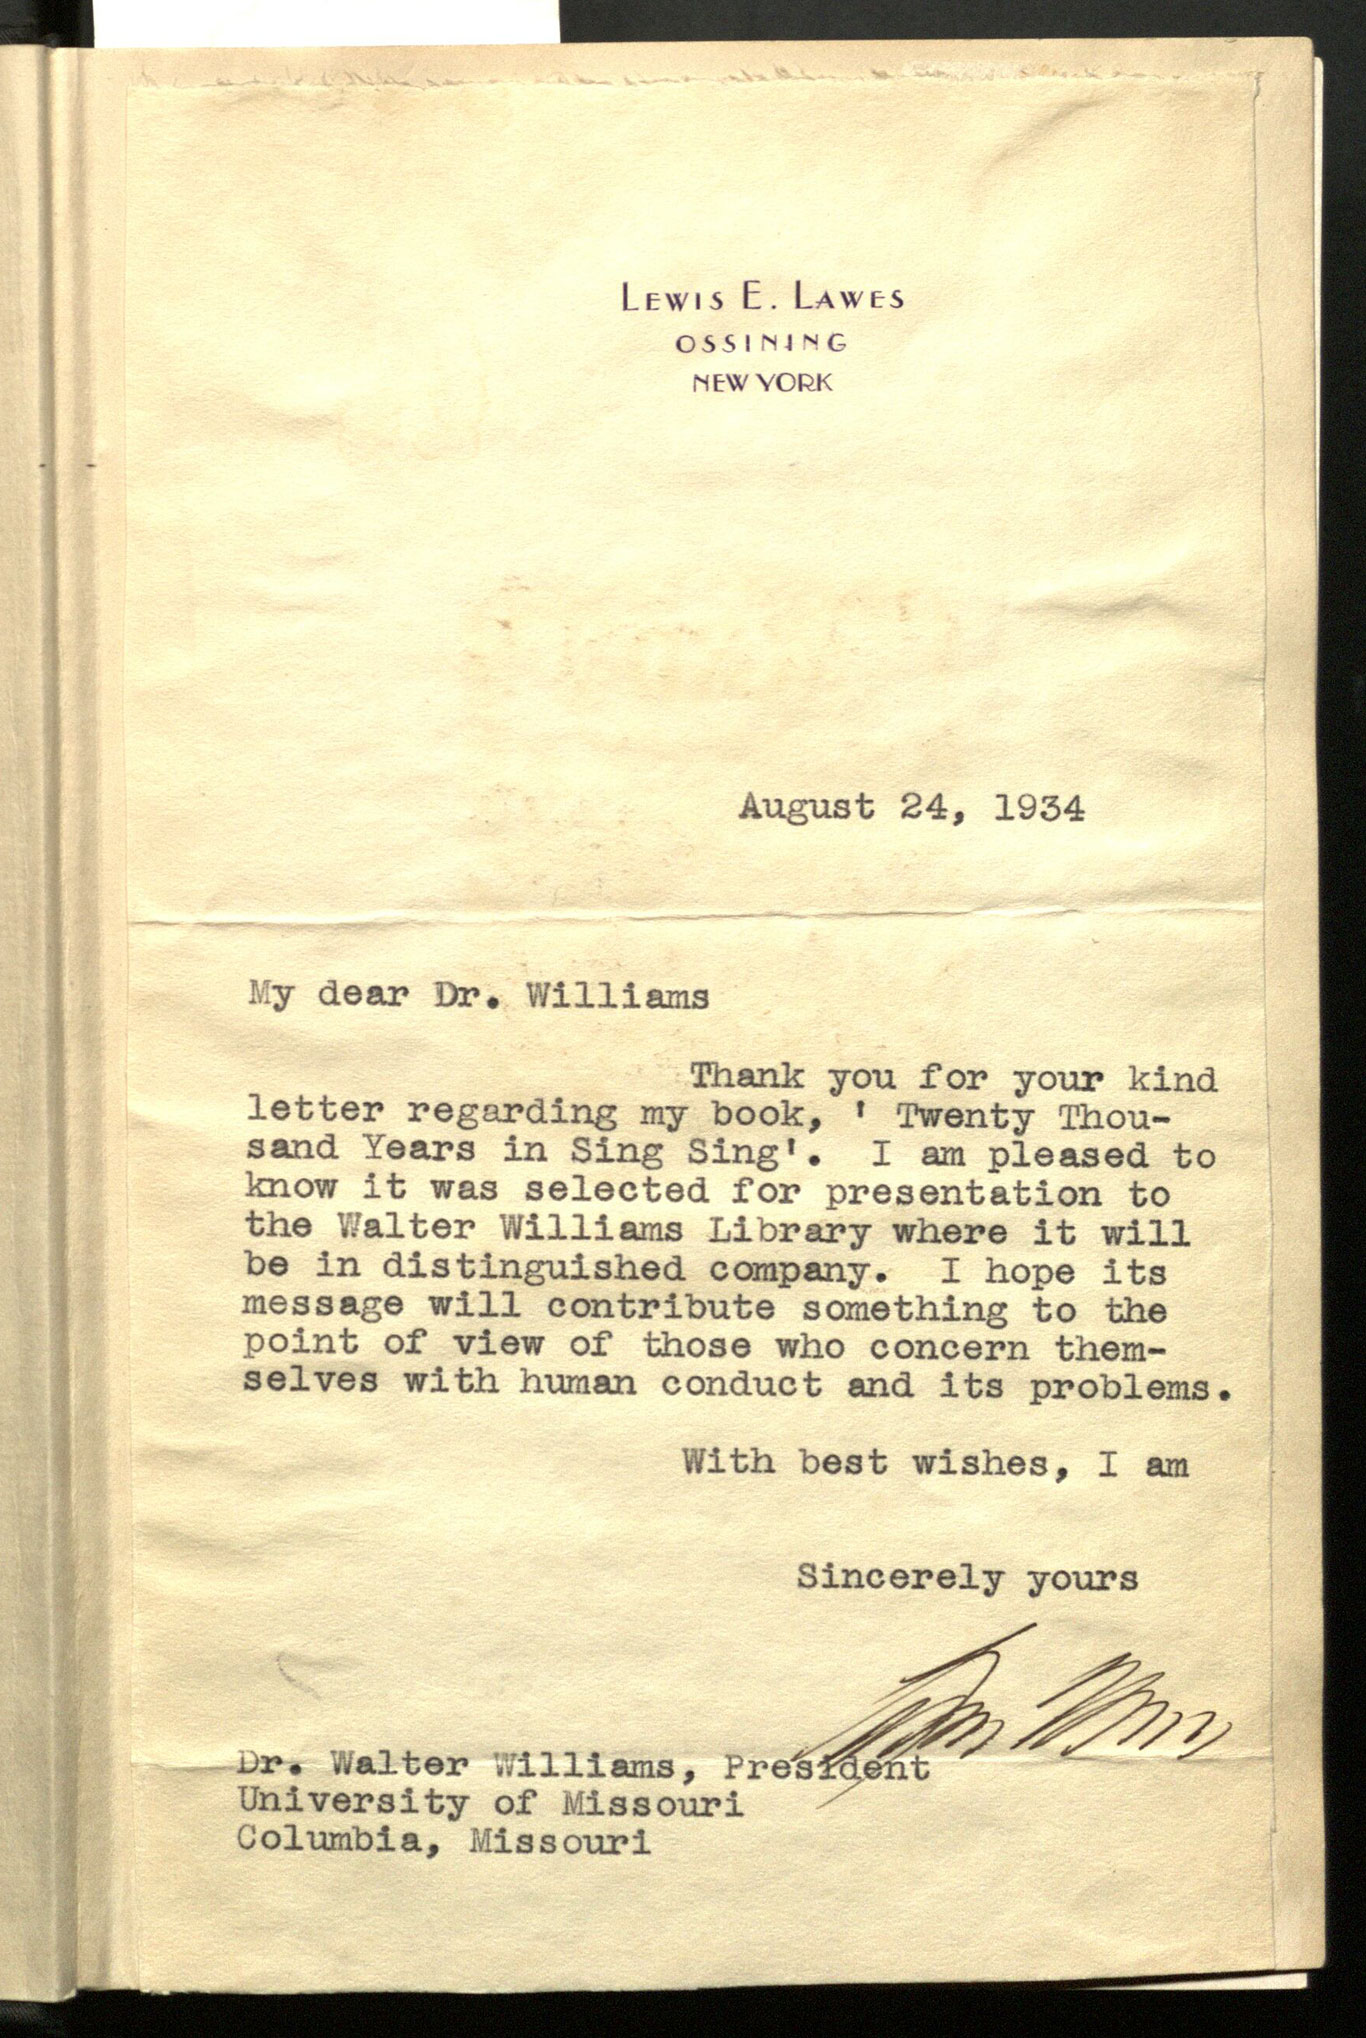 LEWIS E. LAWES
OSSINING
NEW YORK
August 24, 1934
My dear Dr. Williams
Thank you for your kind
letter regarding my book, ' Twenty Thou-
sand Years in Sing Sing'. I am pleased to
know it was selected for presentation to
the Walter Williams Library where it will
be in distinguished company. I hope its
message will contribute something to the
point of view of those who concern them-
selves with human conduct and its problems.
With best wishes, I am
Sincerely yours
Dr. Walter Williams, President
University of Missouri
Columbia, Missouri